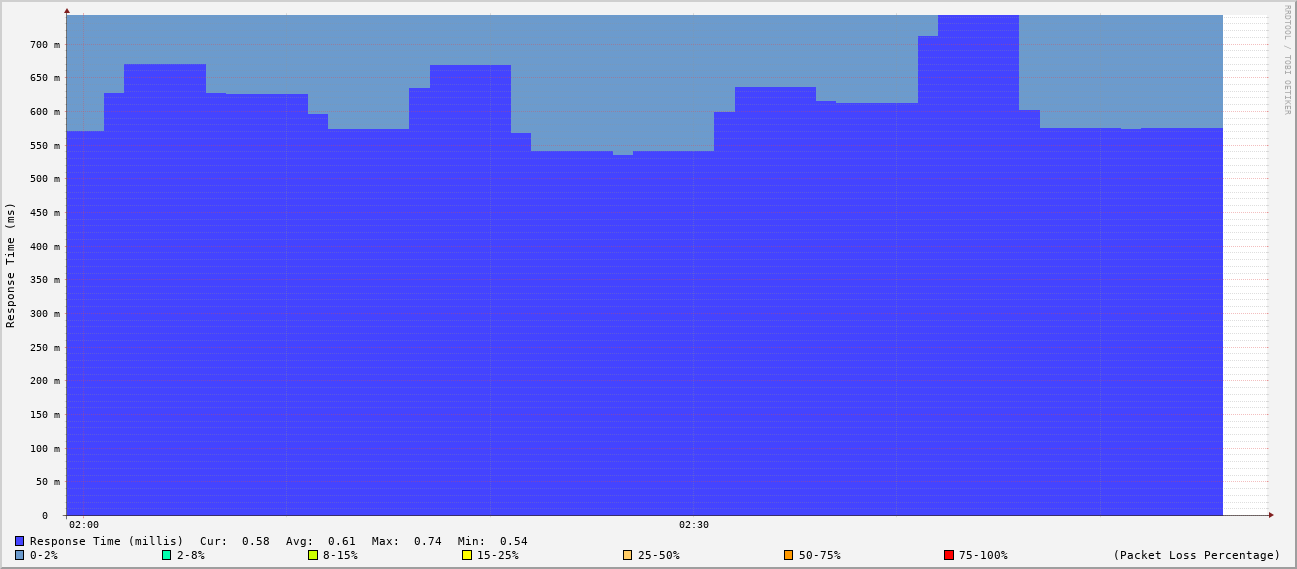 RRDTOOL / TOBI OETIKER
Response Time (ms)
700 m
650 m
600 m
550 m
500 m
450 m
400 m
350 m
300 m
250 m
200 m
150 m
100 m
50 m
0
02:00 02:30
Response Time (millis) Cur: 0.58 Avg: 0.61 Max: 0.74 Min: 0.54
0-2% 2-8% 8-15% 15-25% 25-50% 50-75% 75-100% (Packet Loss Percentage)